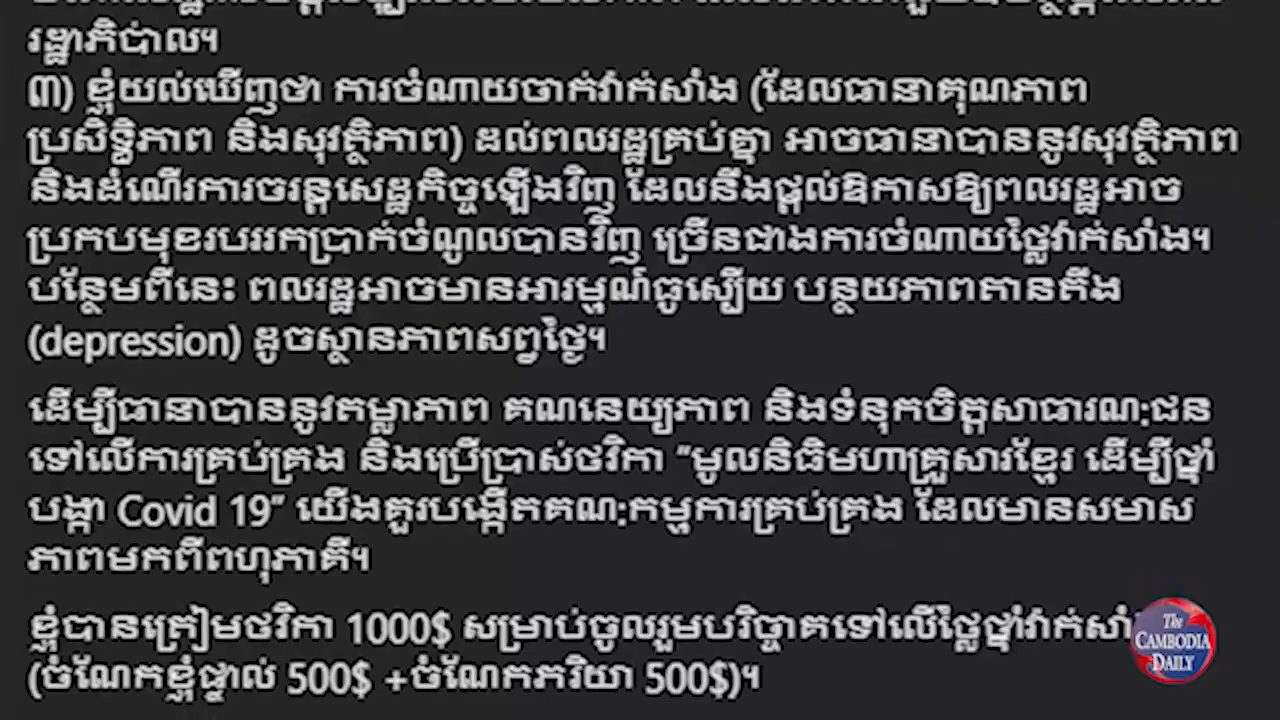 រដ្ឋាភិបាល។
៣) ខ្ញុំយល់ឃើញថា ការចំណាយចាក់វ៉ាក់សាំង (ដែលធានាគុណភាព
ប្រសិទ្ធិភាព និងសុវត្ថិភាព) ដល់ពលរដ្ឋគ្រប់គ្នា អាចធានាបាននូវសុវត្ថិភាព
និងដំណើរការចរន្តសេដ្ឋកិច្ចឡើងវិញ ដែលនឹងផ្តល់ឱកាសឱ្យពលរដ្ឋអាច
ប្រកបមុខរបររកប្រាក់ចំណូលបានវិញ ច្រើនជាងការចំណាយថ្លៃវ៉ាក់សាំង។
បន្ថែមពីនេះ ពលរដ្ឋអាចមានអារម្មណ៍ធូរស្បើយ បន្ថយភាពតានតឹង
(depression) ដូចស្ថានភាពសព្វថ្ងៃ។
ដើម្បីធានាបាននូវតម្លាភាព គណនេយ្យភាព និងទំនុកចិត្តសាធារណ:ជន
ទៅលើការគ្រប់គ្រង និងប្រើប្រាស់ថវិកា "មូលនិធិមហាគ្រួសារខ្មែរ ដើម្បីថ្នាំ
បង្កា Covid 19" យើងគួរបង្កើតគណ:កម្មការគ្រប់គ្រង ដែលមានសមាស
ភាពមកពីពហុភាគី។
ខ្ញុំបានត្រៀមថវិកា 1000$ សម្រាប់ចូលរួមបរិច្ចាគទៅលើថ្លៃថ្នាំវ៉ាក់សាំ
(ចំណែកខ្ញុំផ្ទាល់ 500$ +ចំណែកភរិយា 500$)។
The
CAMBODIA
DAILY